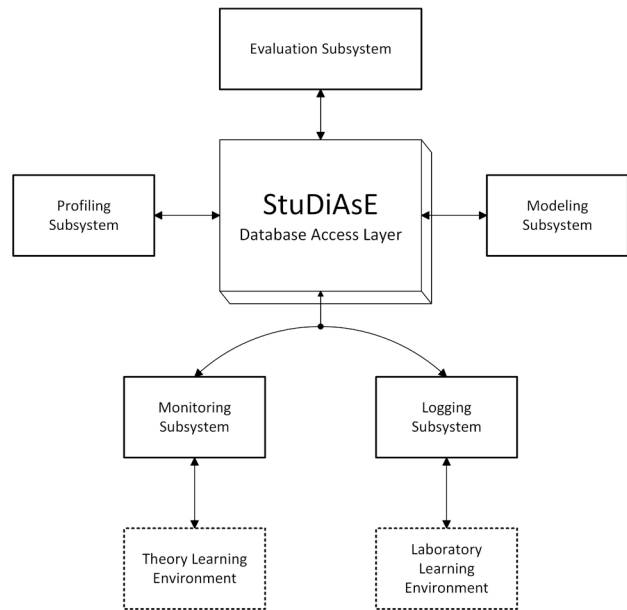 Evaluation Subsystem
StuDiAsE
Database Access Layer
Profiling
Subsystem
Modeling
Subsystem
Monitoring
Subsystem
Logging
Subsystem
Theory Learning
Environment
Laboratory
Learning
Environment